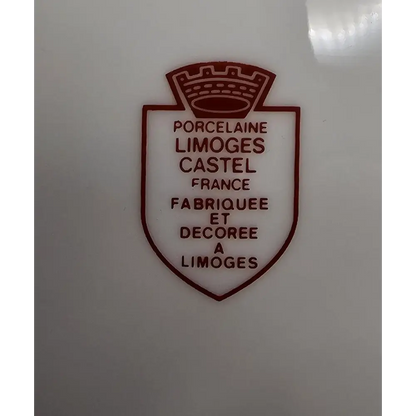 PORCELAINE
LIMOGES
CASTEL
FRANCE
FABRIQUEE
ET
DECOREE
A
LIMOGES